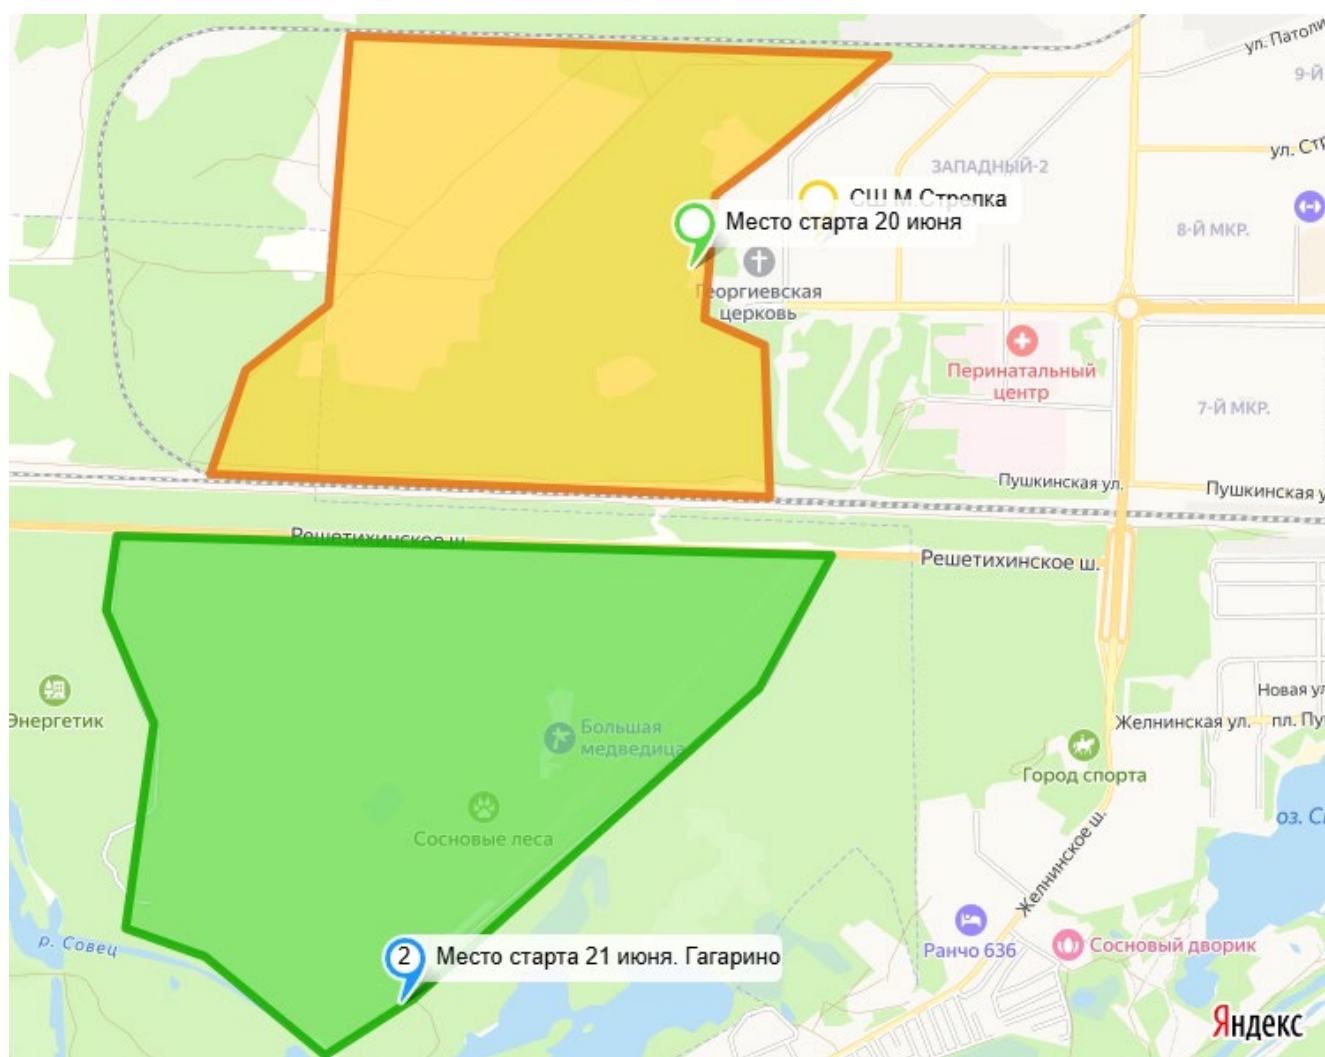 ул. Патоли
9-Й
ул. Стр
ЗАПАДНЫЙ-2
СШ М.Стрелка
Место старта 20 июня
8-Й МКР.
Георгиевская
церковь
Перинатальный
центр
7-Й МКР.
Пушкинская ул.
Пушкинская у
Решетихинское ш.
Решетихинское ш.
Энергетик
Новая ул
Желнинская ул.
пл. Пу
Большая
медведица
Город спорта
Сосновые леса
оз. С
Желнинское ш.
р. Совец
2
Место старта 21 июня. Гагарино
Ранчо 636
Сосновый дворик
Яндекс